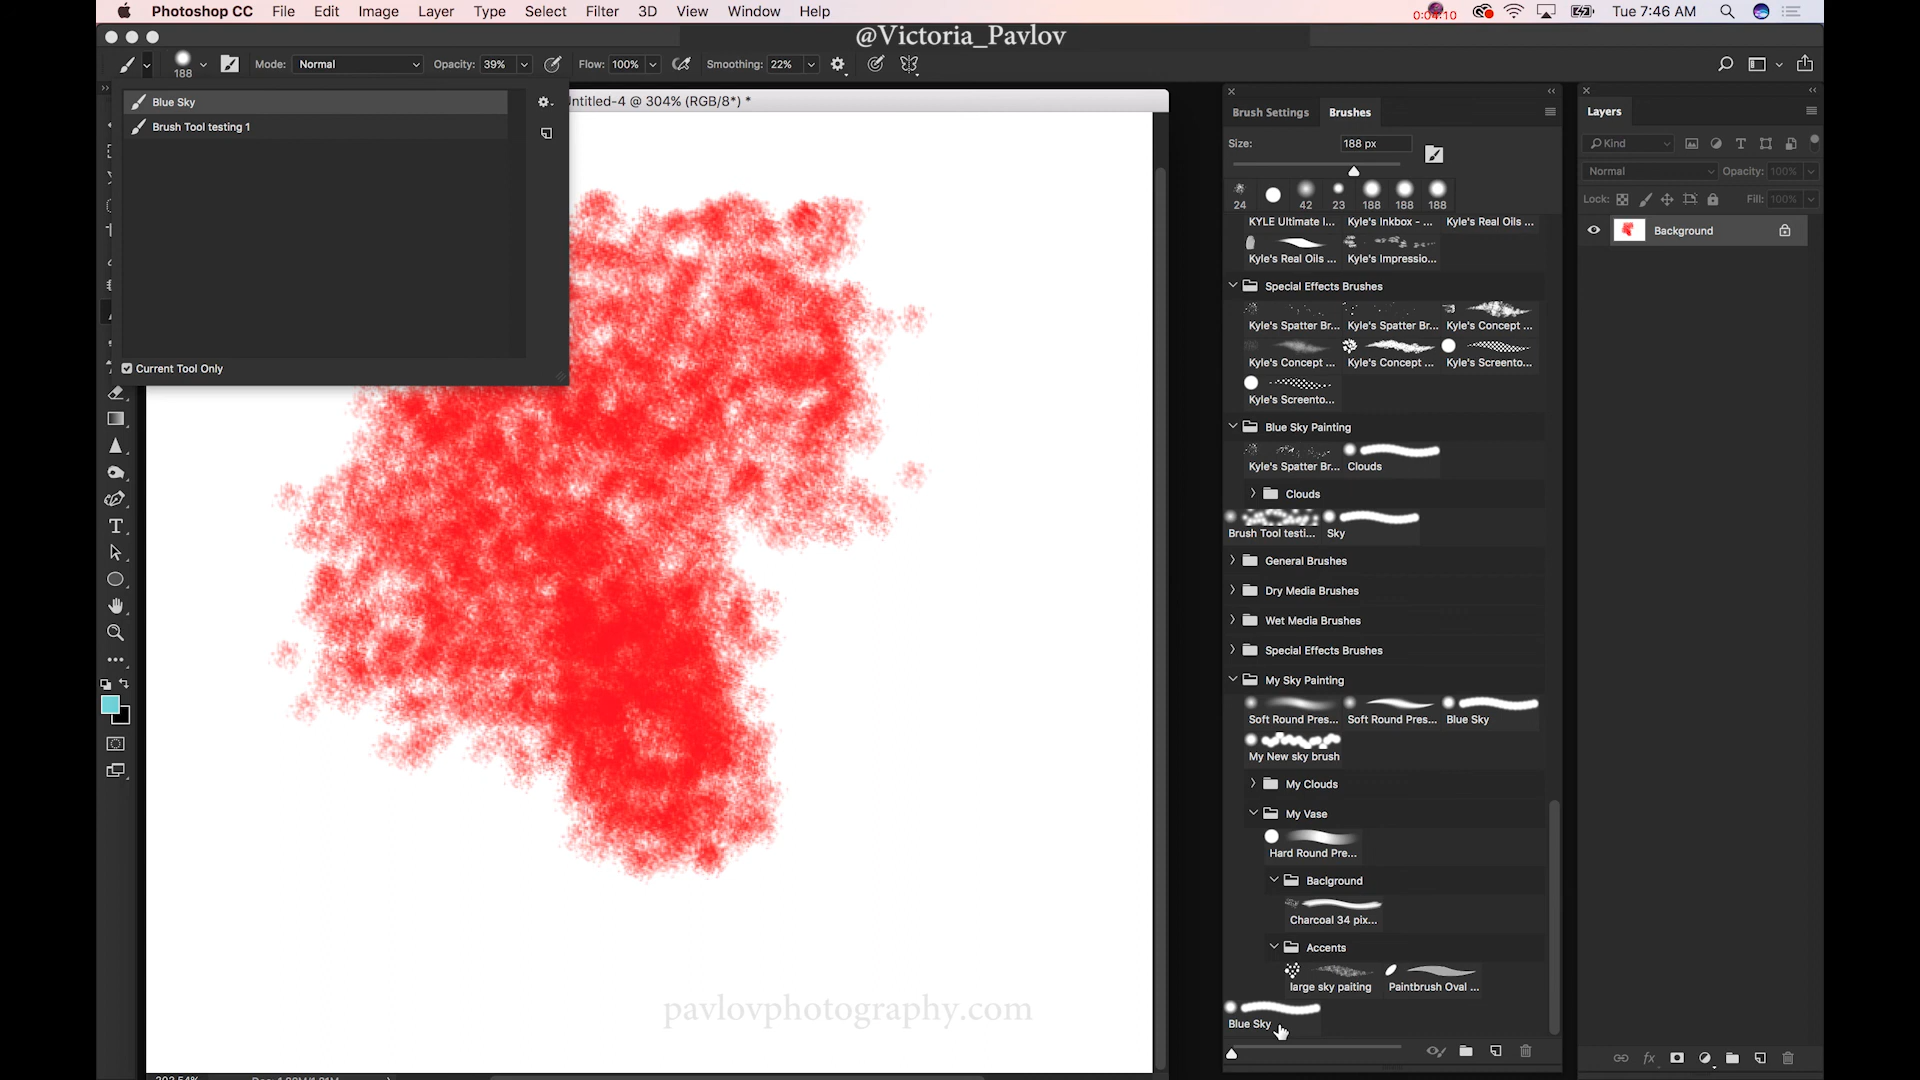 Photoshop CC File Edit Image Layer Type Select Filter 3D View Window Help
0:04:10 Tue 7:46 AM
@Victoria_Pavlov
188 Mode: Normal Opacity: 39% Flow: 100% Smoothing: 22%
Blue Sky
Brush Tool testing 1
Current Tool Only
Untitled-4 @ 304% (RGB/8*) *
pavlovphotography.com
Brush Settings Brushes
Size: 188 px
24 42 23 188 188 188
KYLE Ultimate I... Kyle's Inkbox - ... Kyle's Real Oils ...
Kyle's Real Oils ... Kyle's Impressio...
Special Effects Brushes
Kyle's Spatter Br... Kyle's Spatter Br... Kyle's Concept ...
Kyle's Concept ... Kyle's Concept ... Kyle's Screento...
Kyle's Screento...
Blue Sky Painting
Kyle's Spatter Br... Clouds
Clouds
Brush Tool testi... Sky
General Brushes
Dry Media Brushes
Wet Media Brushes
Special Effects Brushes
My Sky Painting
Soft Round Pres... Soft Round Pres... Blue Sky
My New sky brush
My Clouds
My Vase
Hard Round Pre...
Baclground
Charcoal 34 pix...
Accents
large sky paiting Paintbrush Oval ...
Blue Sky
Layers
Kind
Normal Opacity: 100%
Lock: Fill: 100%
Background
fx